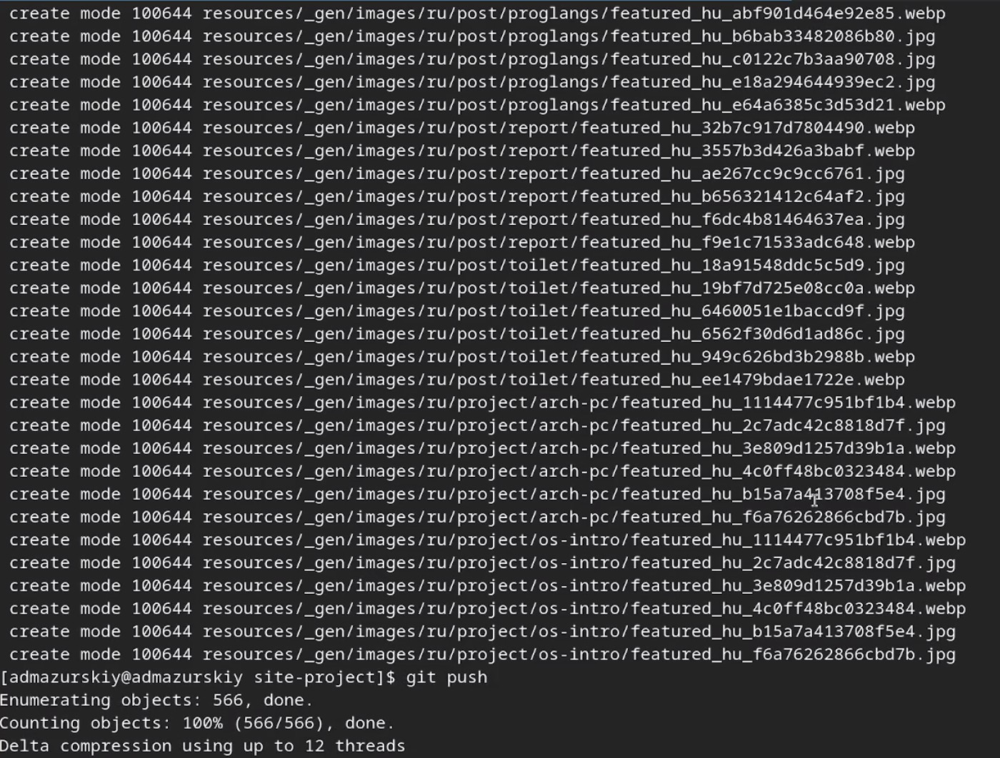 create mode 100644 resources/_gen/images/ru/post/proglangs/featured_hu_abf901d464e92e85.webp
create mode 100644 resources/_gen/images/ru/post/proglangs/featured_hu_b6bab33482086b80.jpg
create mode 100644 resources/_gen/images/ru/post/proglangs/featured_hu_c0122c7b3aa90708.jpg
create mode 100644 resources/_gen/images/ru/post/proglangs/featured_hu_e18a294644939ec2.jpg
create mode 100644 resources/_gen/images/ru/post/proglangs/featured_hu_e64a6385c3d53d21.webp
create mode 100644 resources/_gen/images/ru/post/report/featured_hu_32b7c917d7804490.webp
create mode 100644 resources/_gen/images/ru/post/report/featured_hu_3557b3d426a3babf.webp
create mode 100644 resources/_gen/images/ru/post/report/featured_hu_ae267cc9c9cc6761.jpg
create mode 100644 resources/_gen/images/ru/post/report/featured_hu_b656321412c64af2.jpg
create mode 100644 resources/_gen/images/ru/post/report/featured_hu_f6dc4b81464637ea.jpg
create mode 100644 resources/_gen/images/ru/post/report/featured_hu_f9e1c71533adc648.webp
create mode 100644 resources/_gen/images/ru/post/toilet/featured_hu_18a91548ddc5c5d9.jpg
create mode 100644 resources/_gen/images/ru/post/toilet/featured_hu_19bf7d725e08cc0a.webp
create mode 100644 resources/_gen/images/ru/post/toilet/featured_hu_6460051e1baccd9f.jpg
create mode 100644 resources/_gen/images/ru/post/toilet/featured_hu_6562f30d6d1ad86c.jpg
create mode 100644 resources/_gen/images/ru/post/toilet/featured_hu_949c626bd3b2988b.webp
create mode 100644 resources/_gen/images/ru/post/toilet/featured_hu_ee1479bdae1722e.webp
create mode 100644 resources/_gen/images/ru/project/arch-pc/featured_hu_1114477c951bf1b4.webp
create mode 100644 resources/_gen/images/ru/project/arch-pc/featured_hu_2c7adc42c8818d7f.jpg
create mode 100644 resources/_gen/images/ru/project/arch-pc/featured_hu_3e809d1257d39b1a.webp
create mode 100644 resources/_gen/images/ru/project/arch-pc/featured_hu_4c0ff48bc0323484.webp
create mode 100644 resources/_gen/images/ru/project/arch-pc/featured_hu_b15a7a413708f5e4.jpg
create mode 100644 resources/_gen/images/ru/project/arch-pc/featured_hu_f6a76262866cbd7b.jpg
create mode 100644 resources/_gen/images/ru/project/os-intro/featured_hu_1114477c951bf1b4.webp
create mode 100644 resources/_gen/images/ru/project/os-intro/featured_hu_2c7adc42c8818d7f.jpg
create mode 100644 resources/_gen/images/ru/project/os-intro/featured_hu_3e809d1257d39b1a.webp
create mode 100644 resources/_gen/images/ru/project/os-intro/featured_hu_4c0ff48bc0323484.webp
create mode 100644 resources/_gen/images/ru/project/os-intro/featured_hu_b15a7a413708f5e4.jpg
create mode 100644 resources/_gen/images/ru/project/os-intro/featured_hu_f6a76262866cbd7b.jpg
[admazurskiy@admazurskiy site-project]$ git push
Enumerating objects: 566, done.
Counting objects: 100% (566/566), done.
Delta compression using up to 12 threads